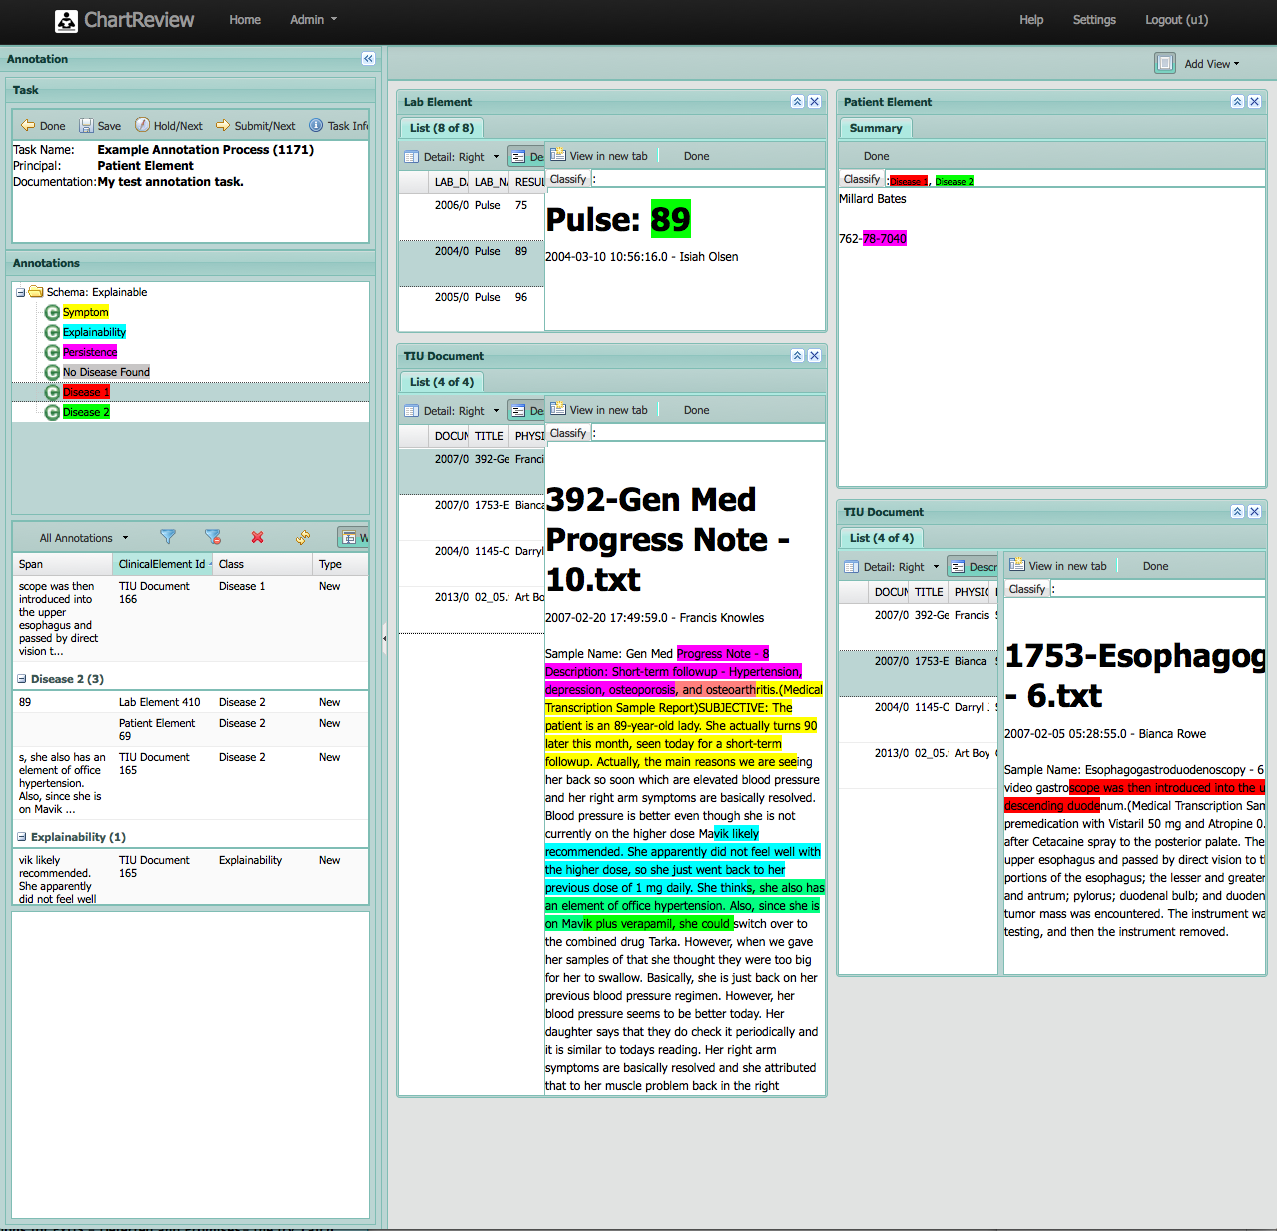 ChartReview Home Admin Help Settings Logout (u1)
Annotation
Task
Done Save Hold/Next Submit/Next Task Info
Task Name: Example Annotation Process (1171)
Principal: Patient Element
Documentation: My test annotation task.
Annotations
Schema: Explainable
Symptom
Explainability
Persistence
No Disease Found
Disease 1
Disease 2
All Annotations W
Span ClinicalElement Id Class Type
scope was then TIU Document Disease 1 New
introduced into 166
the upper
esophagus and
passed by direct
vision t...
Disease 2 (3)
89 Lab Element 410 Disease 2 New
Patient Element Disease 2 New
69
s, she also has an TIU Document Disease 2 New
element of office 165
hypertension.
Also, since she is
on Mavik ...
Explainability (1)
vik likely TIU Document Explainability New
recommended. 165
She apparently
did not feel well
Add View
Lab Element
List (8 of 8)
Detail: Right De View in new tab Done
LAB_DA LAB_NA RESUL Classify :
2006/0 Pulse 75
2004/0 Pulse 89
2005/0 Pulse 96
Pulse: 89
2004-03-10 10:56:16.0 - Isiah Olsen
TIU Document
List (4 of 4)
Detail: Right De View in new tab Done
DOCUM TITLE PHYSI Classify :
2007/0 392-Ge Franci
2007/0 1753-E Bianca
2004/0 1145-C Darryl
2013/0 02_05. Art Bo
392-Gen Med
Progress Note -
10.txt
2007-02-20 17:49:59.0 - Francis Knowles
Sample Name: Gen Med Progress Note - 8
Description: Short-term followup - Hypertension,
depression, osteoporosis, and osteoarthritis.(Medical
Transcription Sample Report)SUBJECTIVE: The
patient is an 89-year-old lady. She actually turns 90
later this month, seen today for a short-term
followup. Actually, the main reasons we are seeing
her back so soon which are elevated blood pressure
and her right arm symptoms are basically resolved.
Blood pressure is better even though she is not
currently on the higher dose Mavik likely
recommended. She apparently did not feel well with
the higher dose, so she just went back to her
previous dose of 1 mg daily. She thinks, she also has
an element of office hypertension. Also, since she is
on Mavik plus verapamil, she could switch over to
the combined drug Tarka. However, when we gave
her samples of that she thought they were too big
for her to swallow. Basically, she is just back on her
previous blood pressure regimen. However, her
blood pressure seems to be better today. Her
daughter says that they do check it periodically and
it is similar to todays reading. Her right arm
symptoms are basically resolved and she attributed
that to her muscle problem back in the right
Patient Element
Summary
Done
Classify :Disease 1, Disease 2
Millard Bates
762-78-7040
TIU Document
List (4 of 4)
Detail: Right Descr View in new tab Done
DOCUM TITLE PHYSIC Classify :
2007/0 392-Ge Francis S
2007/0 1753-E Bianca S
2004/0 1145-C Darryl J. S
2013/0 02_05. Art Boy C
1753-Esophagog
- 6.txt
2007-02-05 05:28:55.0 - Bianca Rowe
Sample Name: Esophagogastroduodenoscopy - 6
video gastroscope was then introduced into the u
descending duodenum.(Medical Transcription Sam
premedication with Vistaril 50 mg and Atropine 0.
after Cetacaine spray to the posterior palate. The
upper esophagus and passed by direct vision to th
portions of the esophagus; the lesser and greater
and antrum; pylorus; duodenal bulb; and duoden
tumor mass was encountered. The instrument wa
testing, and then the instrument removed.